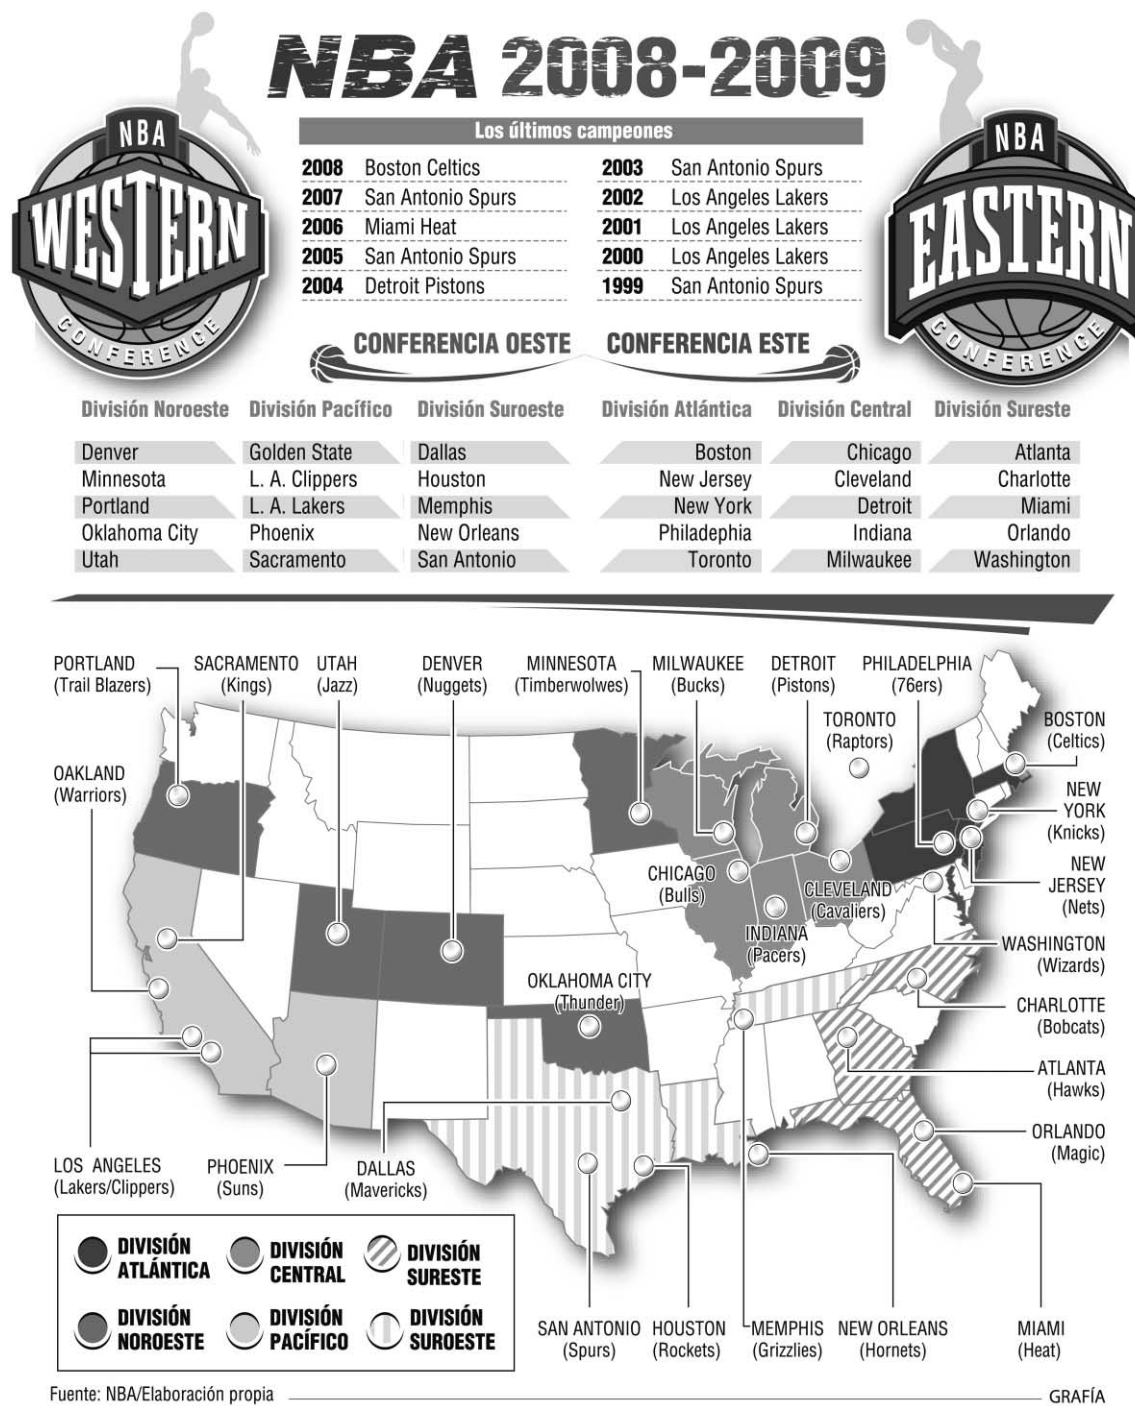 NBA 2008-2009
NBA
WESTERN
CONFERENCE
NBA
EASTERN
CONFERENCE
Los últimos campeones
2008 Boston Celtics
2007 San Antonio Spurs
2006 Miami Heat
2005 San Antonio Spurs
2004 Detroit Pistons
2003 San Antonio Spurs
2002 Los Angeles Lakers
2001 Los Angeles Lakers
2000 Los Angeles Lakers
1999 San Antonio Spurs
CONFERENCIA OESTE
División Noroeste
Denver
Minnesota
Portland
Oklahoma City
Utah
División Pacífico
Golden State
L. A. Clippers
L. A. Lakers
Phoenix
Sacramento
División Suroeste
Dallas
Houston
Memphis
New Orleans
San Antonio
CONFERENCIA ESTE
División Atlántica
Boston
New Jersey
New York
Philadephia
Toronto
División Central
Chicago
Cleveland
Detroit
Indiana
Milwaukee
División Sureste
Atlanta
Charlotte
Miami
Orlando
Washington
PORTLAND
(Trail Blazers)
SACRAMENTO
(Kings)
UTAH
(Jazz)
DENVER
(Nuggets)
MINNESOTA
(Timberwolwes)
MILWAUKEE
(Bucks)
DETROIT
(Pistons)
PHILADELPHIA
(76ers)
TORONTO
(Raptors)
BOSTON
(Celtics)
OAKLAND
(Warriors)
NEW
YORK
(Knicks)
CHICAGO
(Bulls)
CLEVELAND
(Cavaliers)
NEW
JERSEY
(Nets)
INDIANA
(Pacers)
WASHINGTON
(Wizards)
OKLAHOMA CITY
(Thunder)
CHARLOTTE
(Bobcats)
ATLANTA
(Hawks)
ORLANDO
(Magic)
LOS ANGELES
(Lakers/Clippers)
PHOENIX
(Suns)
DALLAS
(Mavericks)
DIVISIÓN
ATLÁNTICA
DIVISIÓN
CENTRAL
DIVISIÓN
SURESTE
DIVISIÓN
NOROESTE
DIVISIÓN
PACÍFICO
DIVISIÓN
SUROESTE
SAN ANTONIO
(Spurs)
HOUSTON
(Rockets)
MEMPHIS
(Grizzlies)
NEW ORLEANS
(Hornets)
MIAMI
(Heat)
Fuente: NBA/Elaboración propia
GRAFÍA